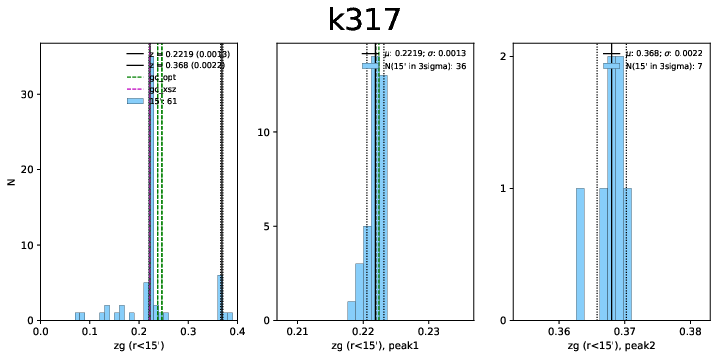 k317
z = 0.2219 (0.0013)
z = 0.368 (0.0022)
gc_opt
gc_xsz
15': 61
N
0
10
20
30
0.0 0.1 0.2 0.3 0.4
zg (r<15')
μ: 0.2219; σ: 0.0013
N(15' in 3sigma): 36
0
5
10
0.21 0.22 0.23
zg (r<15'), peak1
μ: 0.368; σ: 0.0022
N(15' in 3sigma): 7
0
1
2
0.36 0.37 0.38
zg (r<15'), peak2